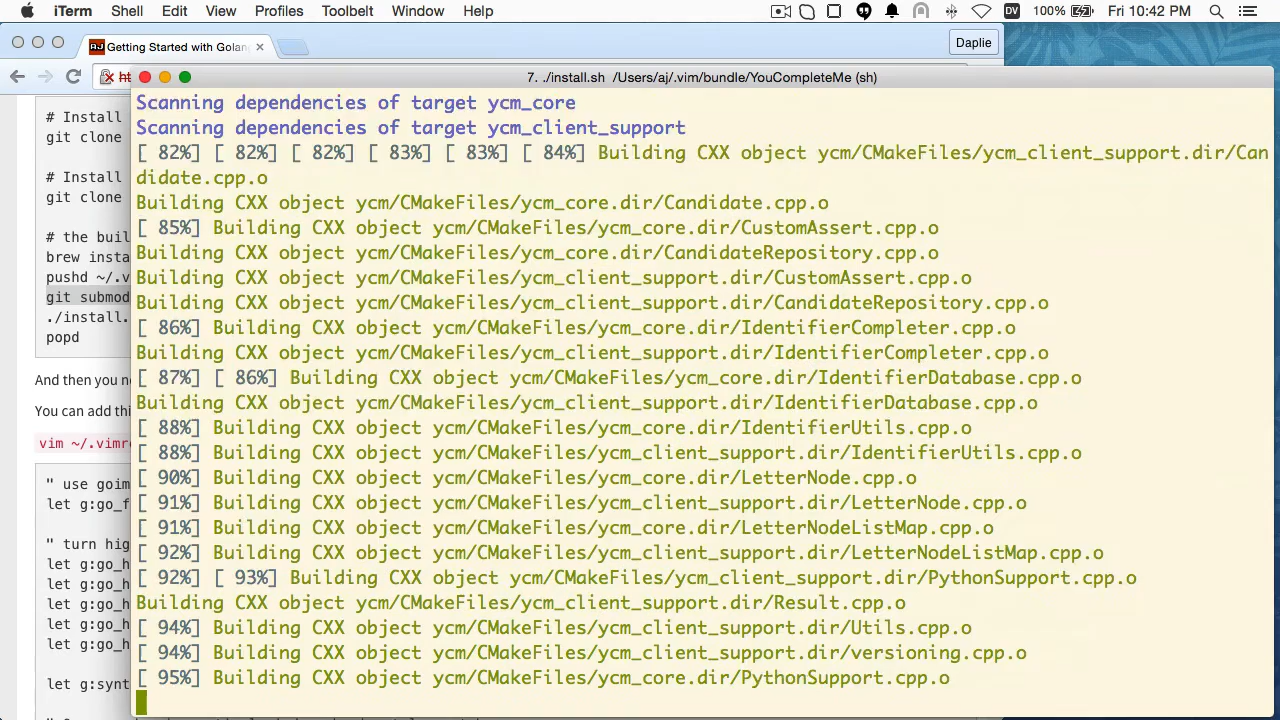 iTerm Shell Edit View Profiles Toolbelt Window Help DV 100% Fri 10:42 PM
Getting Started with Golan
Daplie
7. ./install.sh /Users/aj/.vim/bundle/YouCompleteMe (sh)
# Install
git clone
# Install
git clone
# the buil
brew insta
pushd ~/.v
git submod
./install.
popd
And then you ne
You can add thi
vim ~/.vimr
" use goim
let g:go_f
" turn hig
let g:go_h
let g:go_h
let g:go_h
let g:go_h
let g:go_h
let g:synt
Scanning dependencies of target ycm_core
Scanning dependencies of target ycm_client_support
[ 82%] [ 82%] [ 82%] [ 83%] [ 83%] [ 84%] Building CXX object ycm/CMakeFiles/ycm_client_support.dir/Can
didate.cpp.o
Building CXX object ycm/CMakeFiles/ycm_core.dir/Candidate.cpp.o
[ 85%] Building CXX object ycm/CMakeFiles/ycm_core.dir/CustomAssert.cpp.o
Building CXX object ycm/CMakeFiles/ycm_core.dir/CandidateRepository.cpp.o
Building CXX object ycm/CMakeFiles/ycm_client_support.dir/CustomAssert.cpp.o
Building CXX object ycm/CMakeFiles/ycm_client_support.dir/CandidateRepository.cpp.o
[ 86%] Building CXX object ycm/CMakeFiles/ycm_core.dir/IdentifierCompleter.cpp.o
Building CXX object ycm/CMakeFiles/ycm_client_support.dir/IdentifierCompleter.cpp.o
[ 87%] [ 86%] Building CXX object ycm/CMakeFiles/ycm_core.dir/IdentifierDatabase.cpp.o
Building CXX object ycm/CMakeFiles/ycm_client_support.dir/IdentifierDatabase.cpp.o
[ 88%] Building CXX object ycm/CMakeFiles/ycm_core.dir/IdentifierUtils.cpp.o
[ 88%] Building CXX object ycm/CMakeFiles/ycm_client_support.dir/IdentifierUtils.cpp.o
[ 90%] Building CXX object ycm/CMakeFiles/ycm_core.dir/LetterNode.cpp.o
[ 91%] Building CXX object ycm/CMakeFiles/ycm_client_support.dir/LetterNode.cpp.o
[ 91%] Building CXX object ycm/CMakeFiles/ycm_core.dir/LetterNodeListMap.cpp.o
[ 92%] Building CXX object ycm/CMakeFiles/ycm_client_support.dir/LetterNodeListMap.cpp.o
[ 92%] [ 93%] Building CXX object ycm/CMakeFiles/ycm_client_support.dir/PythonSupport.cpp.o
Building CXX object ycm/CMakeFiles/ycm_client_support.dir/Result.cpp.o
[ 94%] Building CXX object ycm/CMakeFiles/ycm_client_support.dir/Utils.cpp.o
[ 94%] Building CXX object ycm/CMakeFiles/ycm_client_support.dir/versioning.cpp.o
[ 95%] Building CXX object ycm/CMakeFiles/ycm_core.dir/PythonSupport.cpp.o